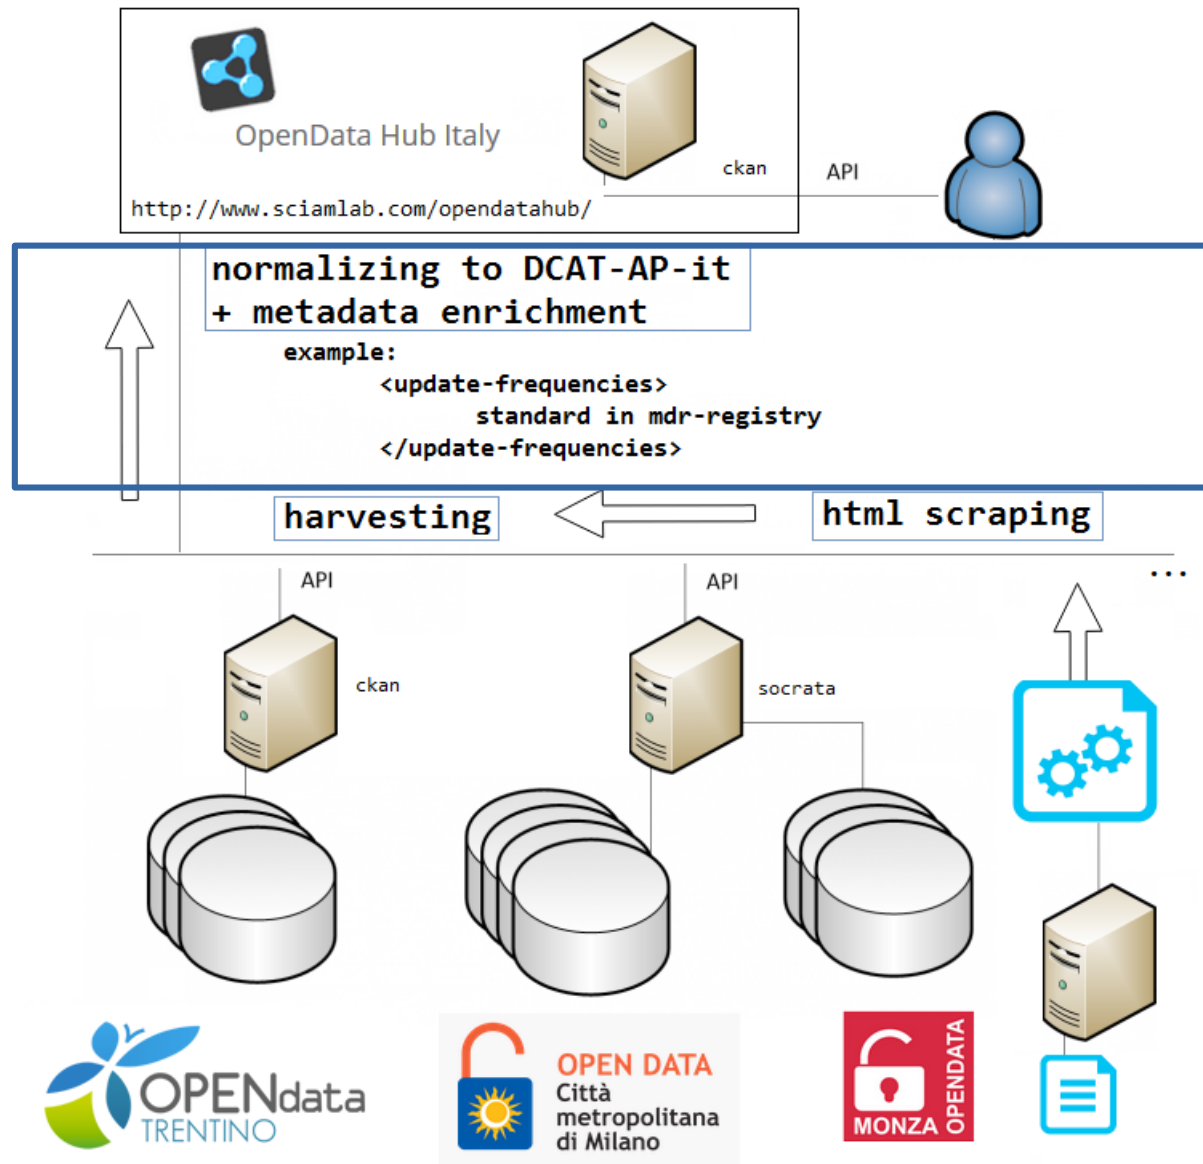 OpenData Hub Italy
ckan
API
http://www.sciamlab.com/opendatahub/
normalizing to DCAT-AP-it
+ metadata enrichment
example:
<update-frequencies>
standard in mdr-registry
</update-frequencies>
harvesting
html scraping
...
API
API
ckan
socrata
OPENdata
TRENTINO
OPEN DATA
Città
metropolitana
di Milano
MONZA
OPENDATA